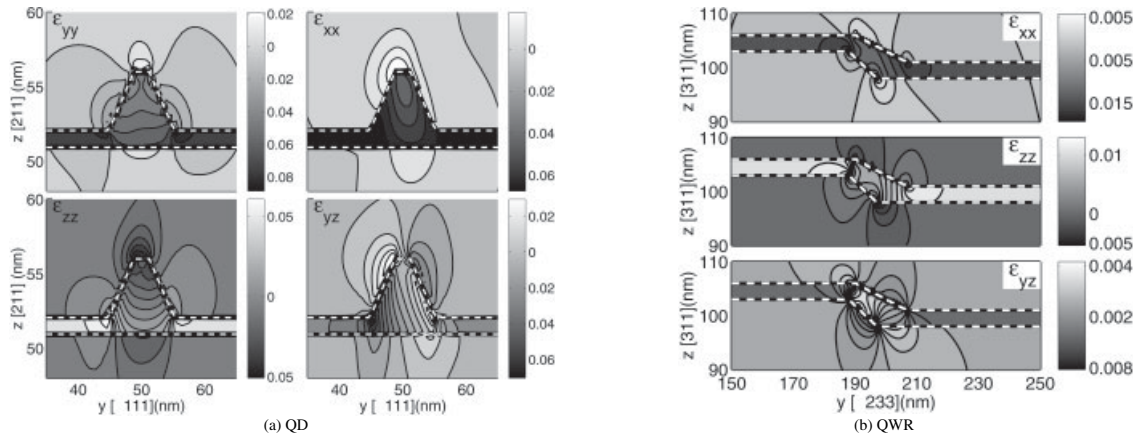 ε_yy
ε_xx
z [211] (nm)
60
55
50
0.02
0
0.02
0.04
0.06
0.08
0
0.02
0.04
0.06
ε_zz
ε_yz
z [211] (nm)
60
55
50
0.05
0
0.05
0.02
0
0.02
0.04
0.06
40 50 60
40 50 60
y [ 111](nm)
y [ 111](nm)
(a) QD
ε_xx
z [311](nm)
110
100
90
0.005
0.005
0.015
ε_zz
z [311](nm)
110
100
90
0.01
0
0.005
ε_yz
z [311](nm)
110
100
90
0.004
0.002
0.008
150 170 190 210 230 250
y [ 233](nm)
(b) QWR